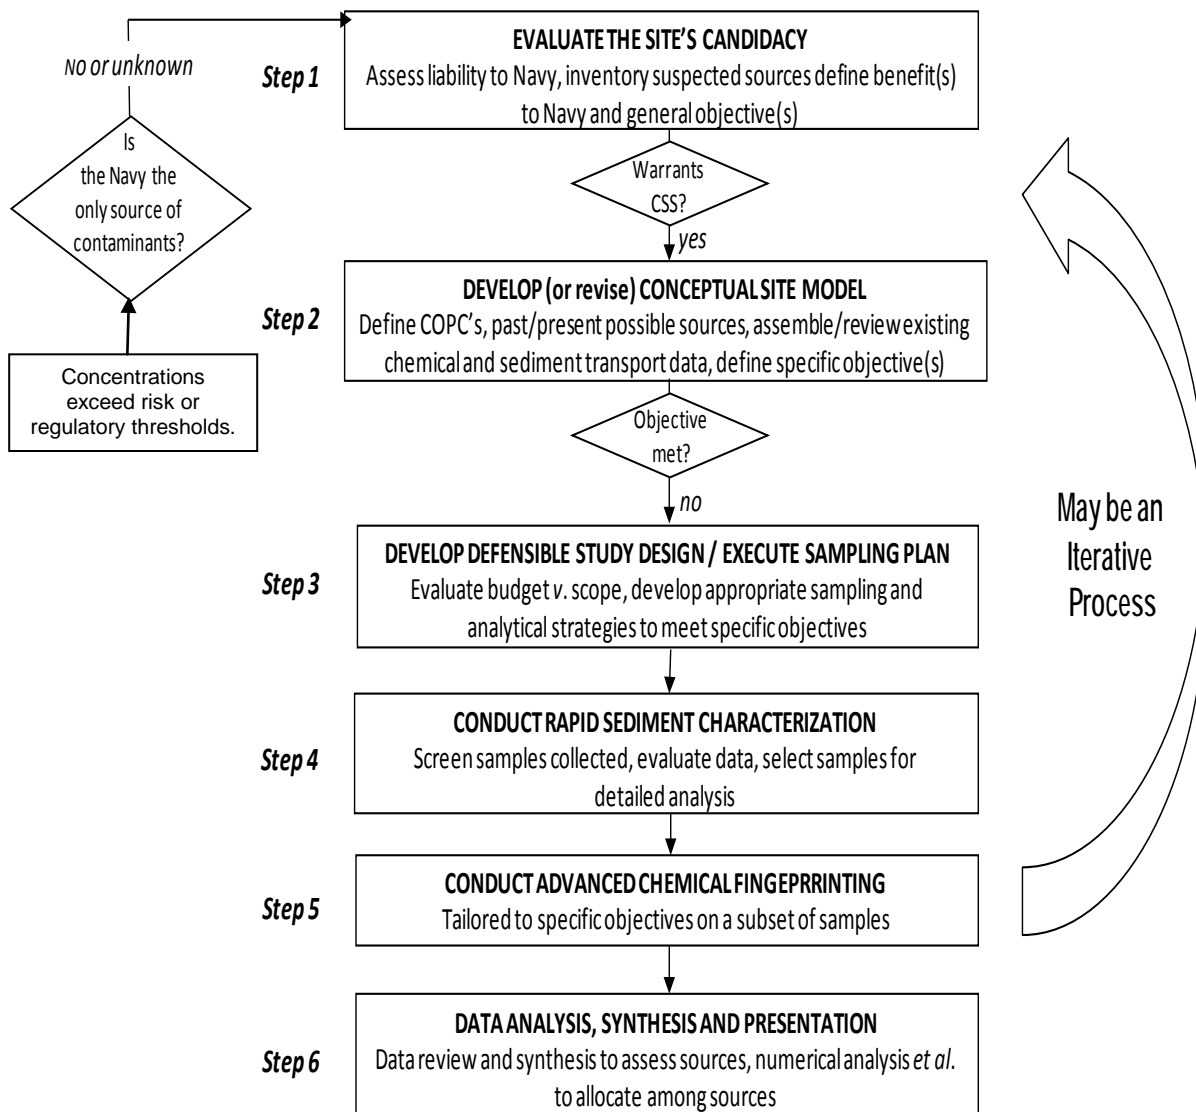 No or unknown
Is
the Navy the
only source of
contaminants?
Concentrations
exceed risk or
regulatory thresholds.
Step 1
EVALUATE THE SITE'S CANDIDACY
Assess liability to Navy, inventory suspected sources define benefit(s)
to Navy and general objective(s)
Warrants
CSS?
yes
Step 2
DEVELOP (or revise) CONCEPTUAL SITE MODEL
Define COPC's, past/present possible sources, assemble/review existing
chemical and sediment transport data, define specific objective(s)
Objective
met?
no
Step 3
DEVELOP DEFENSIBLE STUDY DESIGN / EXECUTE SAMPLING PLAN
Evaluate budget v. scope, develop appropriate sampling and
analytical strategies to meet specific objectives
Step 4
CONDUCT RAPID SEDIMENT CHARACTERIZATION
Screen samples collected, evaluate data, select samples for
detailed analysis
Step 5
CONDUCT ADVANCED CHEMICAL FINGEPRRINTING
Tailored to specific objectives on a subset of samples
Step 6
DATA ANALYSIS, SYNTHESIS AND PRESENTATION
Data review and synthesis to assess sources, numerical analysis et al.
to allocate among sources
May be an
Iterative
Process